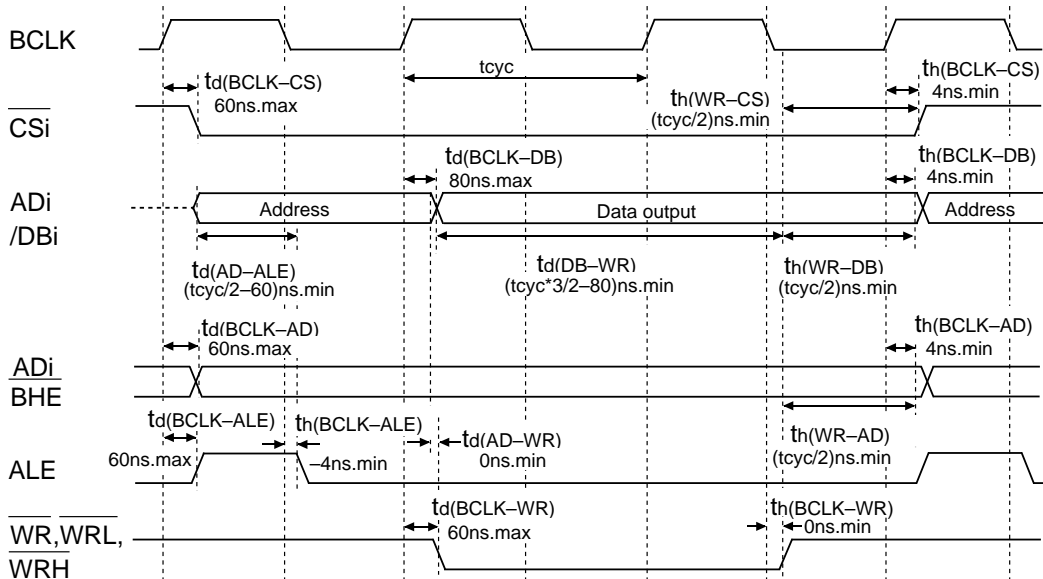 BCLK
tcyc
td(BCLK–CS)
60ns.max
th(BCLK–CS)
4ns.min
th(WR–CS)
(tcyc/2)ns.min
CSi
td(BCLK–DB)
80ns.max
th(BCLK–DB)
4ns.min
ADi
/DBi
Address
Data output
Address
td(AD–ALE)
(tcyc/2–60)ns.min
td(DB–WR)
(tcyc*3/2–80)ns.min
th(WR–DB)
(tcyc/2)ns.min
td(BCLK–AD)
60ns.max
th(BCLK–AD)
4ns.min
ADi
BHE
td(BCLK–ALE)
60ns.max
th(BCLK–ALE)
–4ns.min
td(AD–WR)
0ns.min
th(WR–AD)
(tcyc/2)ns.min
ALE
td(BCLK–WR)
60ns.max
th(BCLK–WR)
0ns.min
WR,WRL,
WRH